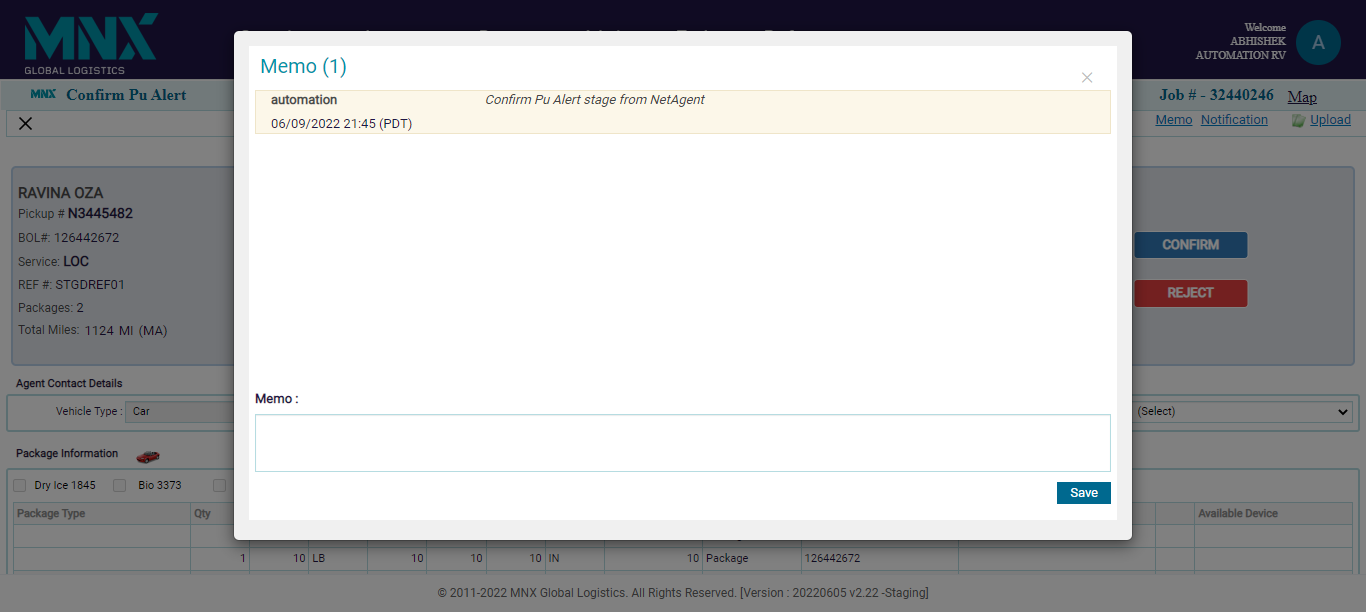 MNX
GLOBAL LOGISTICS
Welcome
ABHISHEK
AUTOMATION RV
A
MNX Confirm Pu Alert
Job # - 32440246 Map
Memo Notification Upload
Memo (1)
automation Confirm Pu Alert stage from NetAgent
06/09/2022 21:45 (PDT)
RAVINA OZA
Pickup # N3445482
BOL#: 126442672
Service: LOC
REF #: STGDREF01
Packages: 2
Total Miles: 1124 MI (MA)
CONFIRM
REJECT
Agent Contact Details
Vehicle Type : Car
(Select)
Memo :
Save
Package Information
Dry Ice 1845 Bio 3373
Package Type Qty Available Device
1 10 LB 10 10 10 IN 10 Package 126442672
© 2011-2022 MNX Global Logistics. All Rights Reserved. [Version : 20220605 v2.22 -Staging]